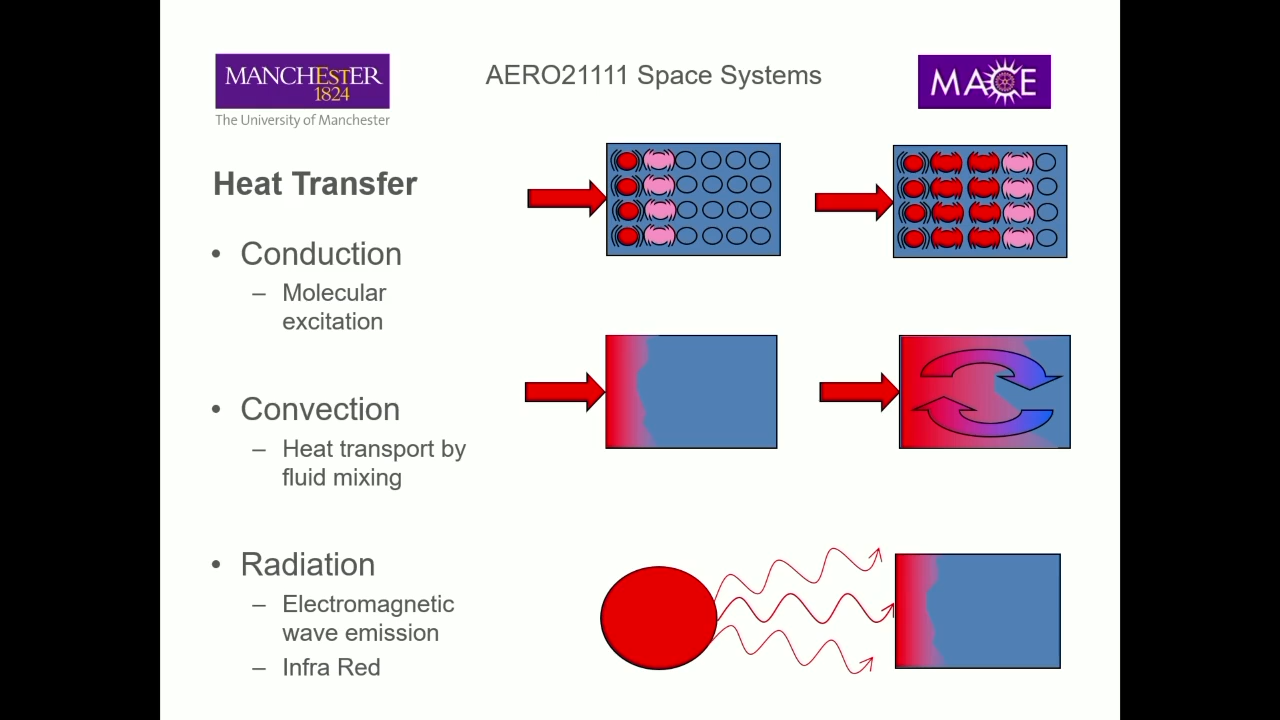 MANCHESTER
1824
The University of Manchester
AERO21111 Space Systems
MACE
Heat Transfer
• Conduction
– Molecular
excitation
• Convection
– Heat transport by
fluid mixing
• Radiation
– Electromagnetic
wave emission
– Infra Red